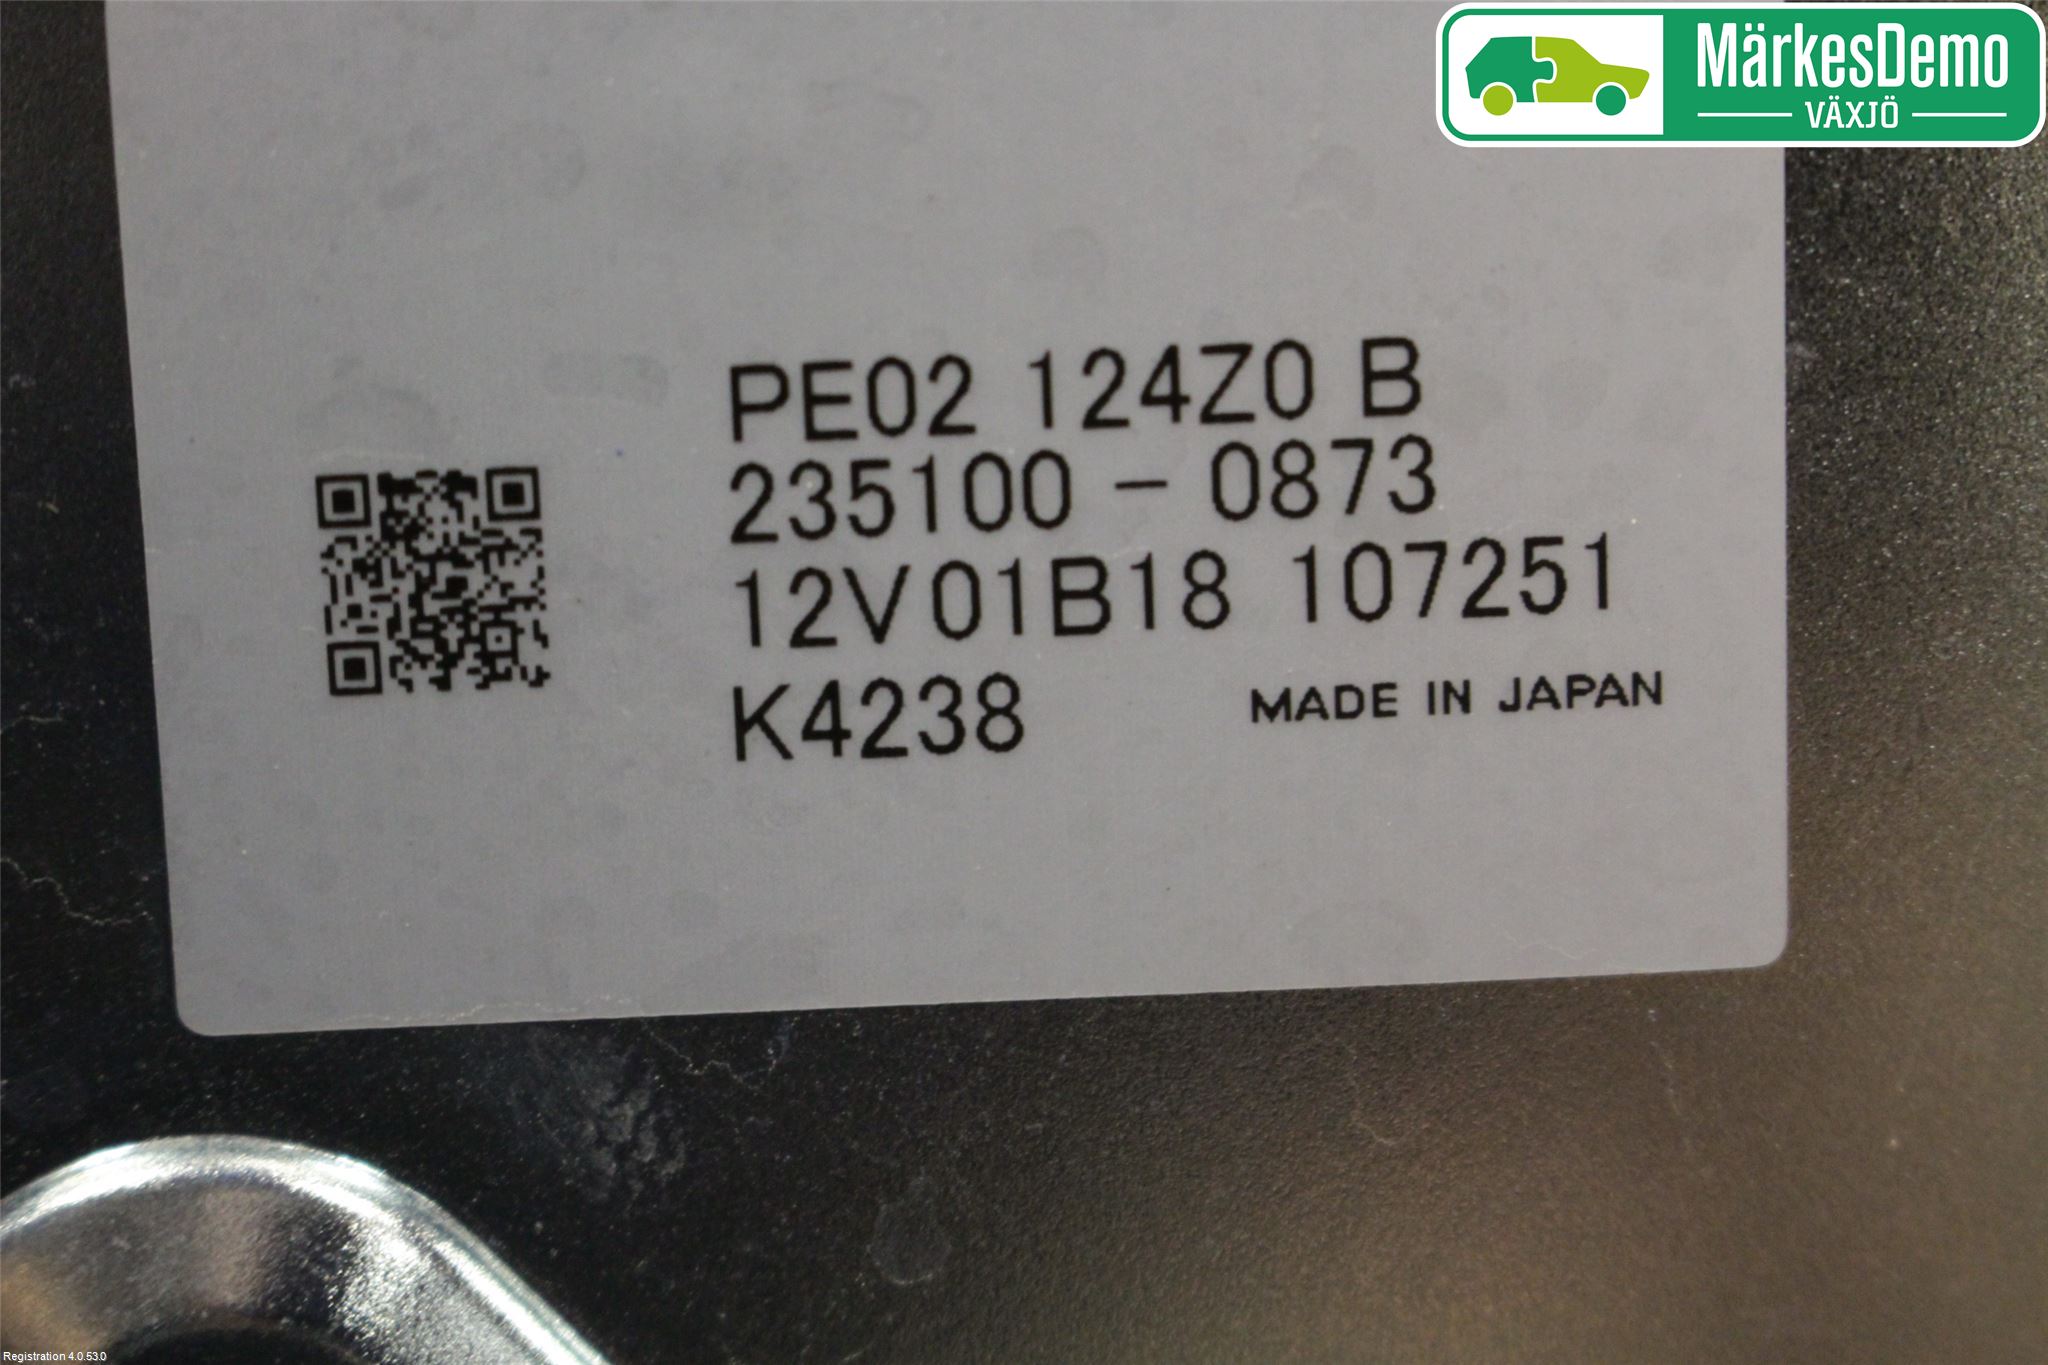 MärkesDemo
VÄXJÖ
PE02 124Z0 B
235100-0873
12V01B18 107251
K4238 MADE IN JAPAN
Registration 4.0.53.0